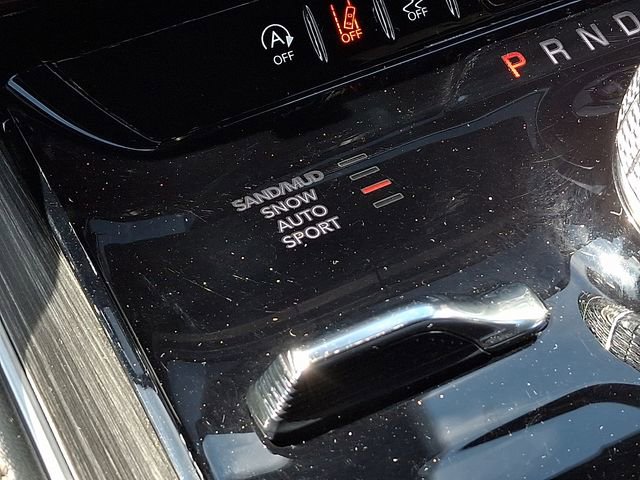 A
OFF
OFF
OFF
P R N D
SAND/MUD
SNOW
AUTO
SPORT